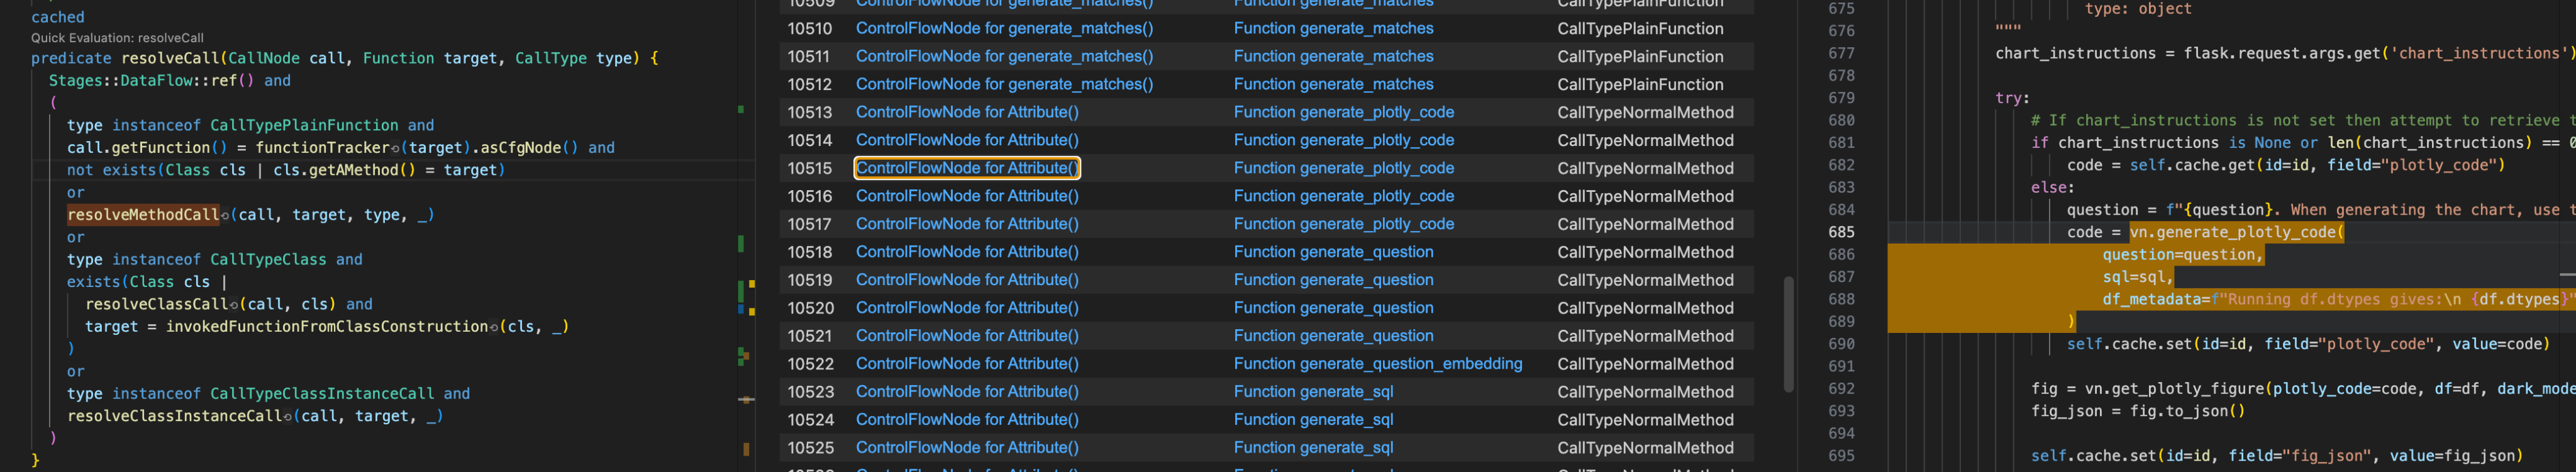 cached
Quick Evaluation: resolveCall
predicate resolveCall(CallNode call, Function target, CallType type) {
Stages::DataFlow::ref() and
(
type instanceof CallTypePlainFunction and
call.getFunction() = functionTracker(target).asCfgNode() and
not exists(Class cls | cls.getAMethod() = target)
or
resolveMethodCall(call, target, type, _)
or
type instanceof CallTypeClass and
exists(Class cls |
resolveClassCall(call, cls) and
target = invokedFunctionFromClassConstruction(cls, _)
)
or
type instanceof CallTypeClassInstanceCall and
resolveClassInstanceCall(call, target, _)
)
}
10509 ControlFlowNode for generate_matches() Function generate_matches CallTypePlainFunction
10510 ControlFlowNode for generate_matches() Function generate_matches CallTypePlainFunction
10511 ControlFlowNode for generate_matches() Function generate_matches CallTypePlainFunction
10512 ControlFlowNode for generate_matches() Function generate_matches CallTypePlainFunction
10513 ControlFlowNode for Attribute() Function generate_plotly_code CallTypeNormalMethod
10514 ControlFlowNode for Attribute() Function generate_plotly_code CallTypeNormalMethod
10515 ControlFlowNode for Attribute() Function generate_plotly_code CallTypeNormalMethod
10516 ControlFlowNode for Attribute() Function generate_plotly_code CallTypeNormalMethod
10517 ControlFlowNode for Attribute() Function generate_plotly_code CallTypeNormalMethod
10518 ControlFlowNode for Attribute() Function generate_question CallTypeNormalMethod
10519 ControlFlowNode for Attribute() Function generate_question CallTypeNormalMethod
10520 ControlFlowNode for Attribute() Function generate_question CallTypeNormalMethod
10521 ControlFlowNode for Attribute() Function generate_question CallTypeNormalMethod
10522 ControlFlowNode for Attribute() Function generate_question_embedding CallTypeNormalMethod
10523 ControlFlowNode for Attribute() Function generate_sql CallTypeNormalMethod
10524 ControlFlowNode for Attribute() Function generate_sql CallTypeNormalMethod
10525 ControlFlowNode for Attribute() Function generate_sql CallTypeNormalMethod
675 type: object
676 """
677 chart_instructions = flask.request.args.get('chart_instructions')
678
679 try:
680 # If chart_instructions is not set then attempt to retrieve
681 if chart_instructions is None or len(chart_instructions) == 0
682 code = self.cache.get(id=id, field="plotly_code")
683 else:
684 question = f"{question}. When generating the chart, use
685 code = vn.generate_plotly_code(
686 question=question,
687 sql=sql,
688 df_metadata=f"Running df.dtypes gives:\n {df.dtypes}"
689 )
690 self.cache.set(id=id, field="plotly_code", value=code)
691
692 fig = vn.get_plotly_figure(plotly_code=code, df=df, dark_mode
693 fig_json = fig.to_json()
694
695 self.cache.set(id=id, field="fig_json", value=fig_json)